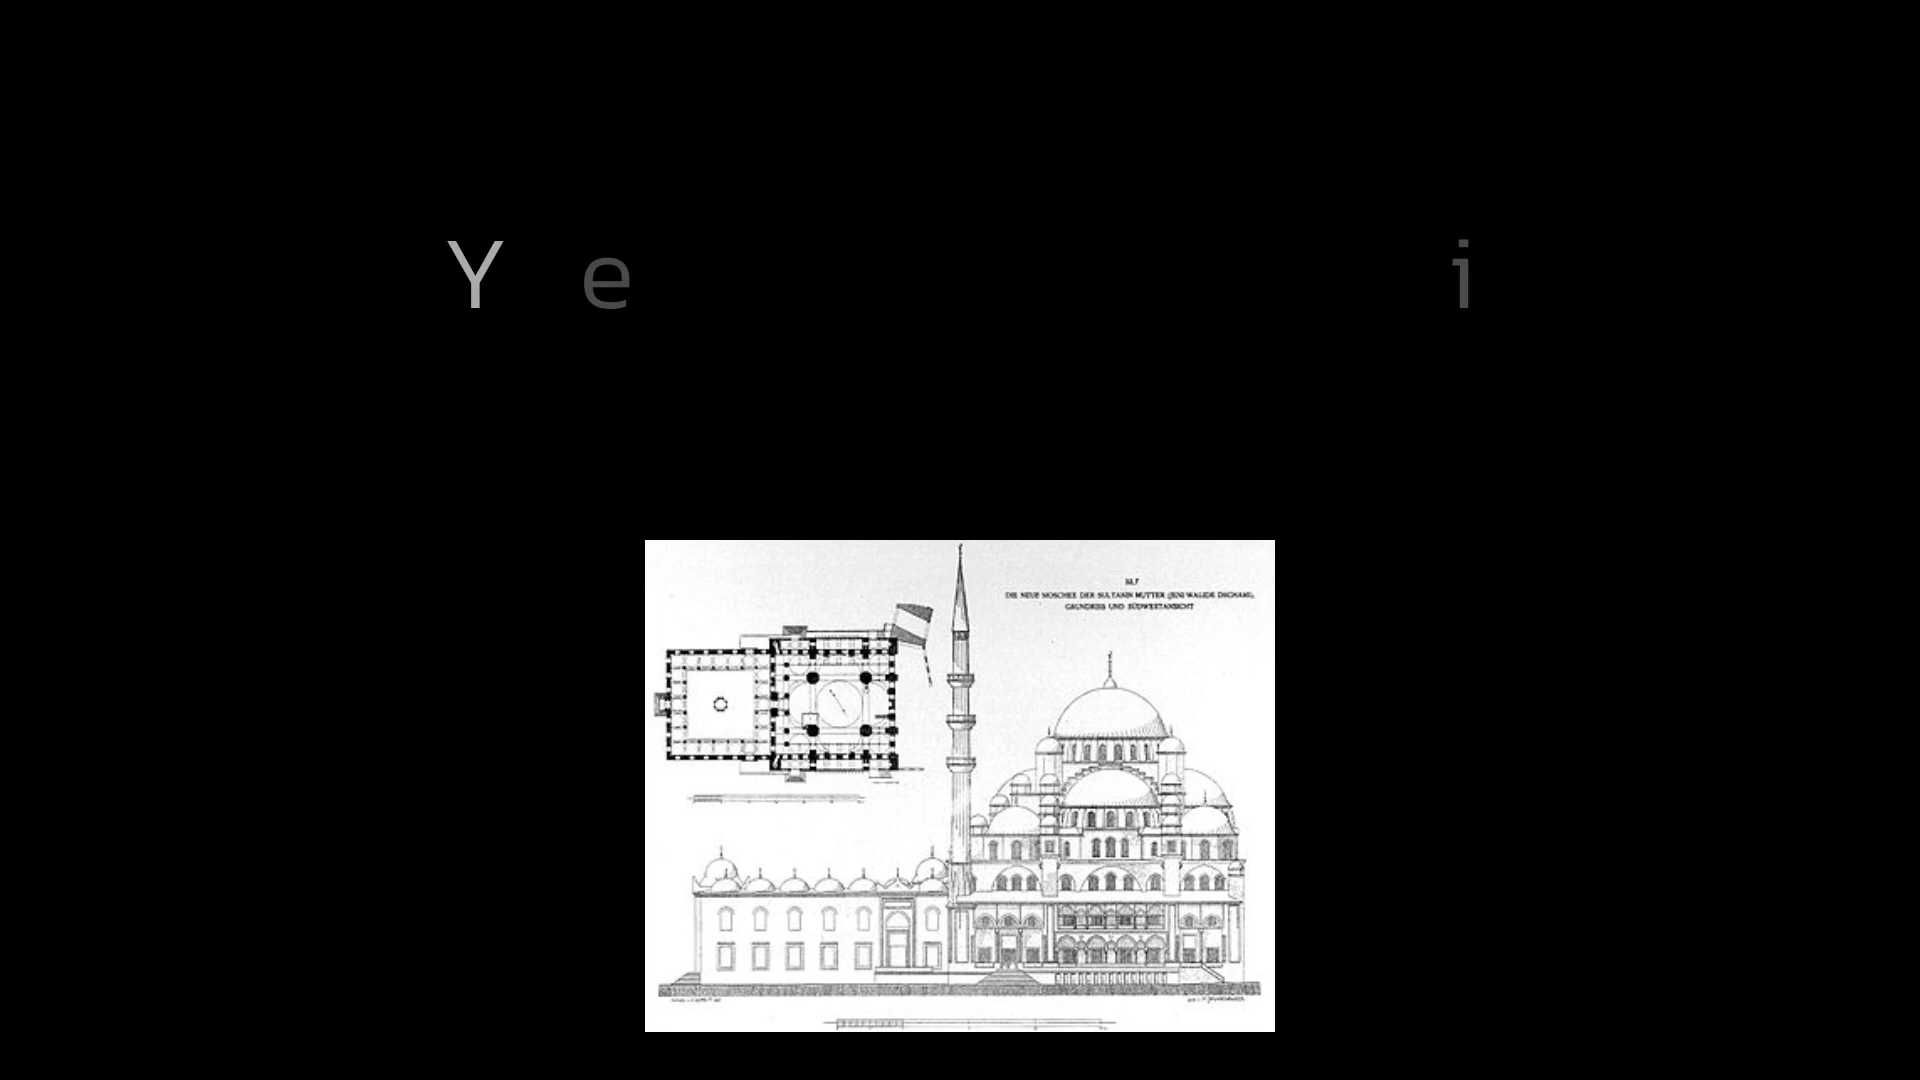 Y e i
DIE NEUE MOSCHEE DER SULTANIN MUTTER (JENI WALIDE DSCHAMI),
GRUNDRISS UND SÜDWESTANSICHT